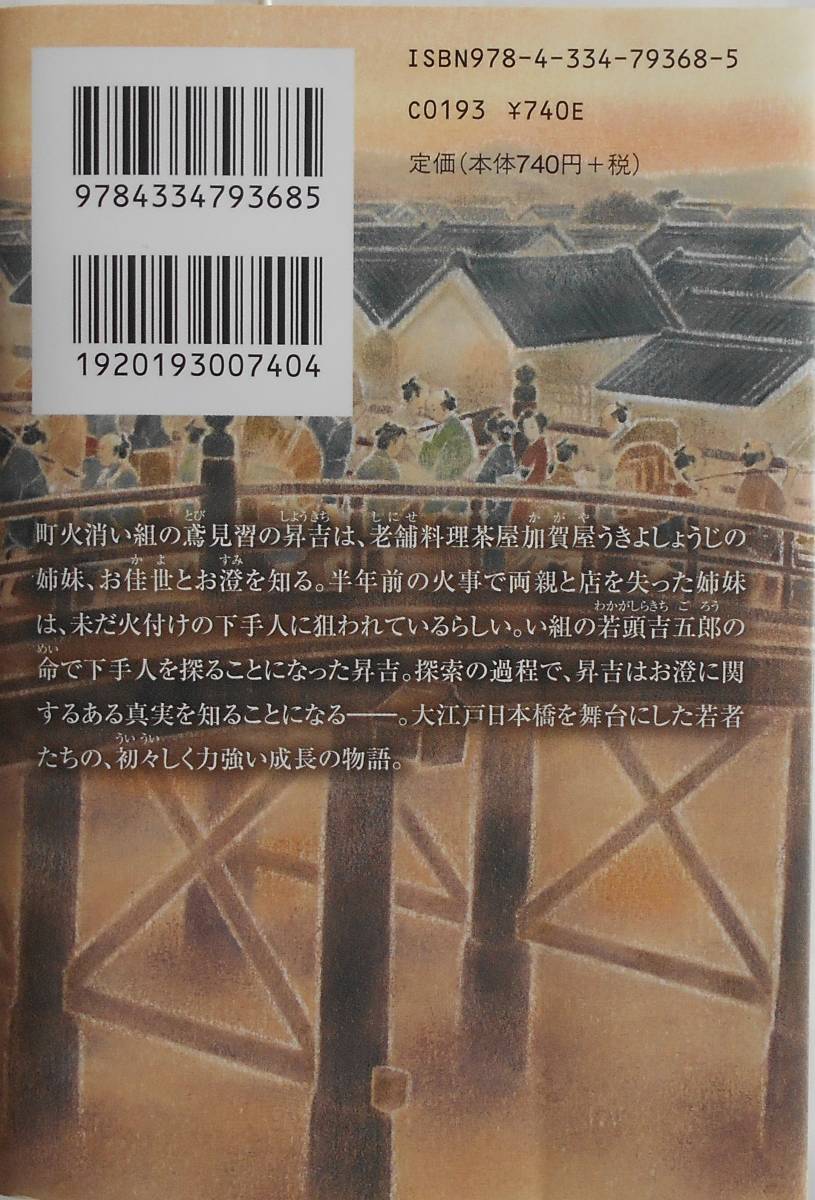 ISBN978-4-334-79368-5
C0193 ¥740E
定価(本体740円+税)
9784334793685
1920193007404
町火消い組の鳶見習の昇吉は、老舗料理茶屋加賀屋うきよしょうじの
姉妹、お佳世とお澄を知る。半年前の火事で両親と店を失った姉妹
は、未だ火付けの下手人に狙われているらしい。い組の若頭吉五郎の
命で下手人を探ることになった昇吉。探索の過程で、昇吉はお澄に関
するある真実を知ることになる――。大江戸日本橋を舞台にした若者
たちの、初々しく力強い成長の物語。